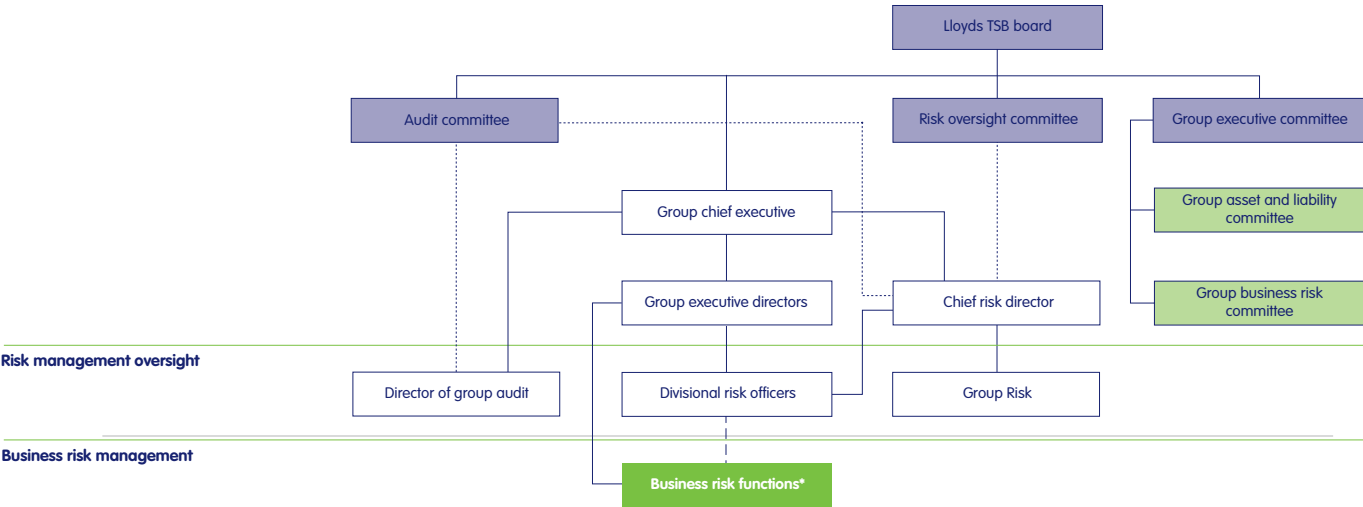 Lloyds TSB board
Audit committee
Risk oversight committee
Group executive committee
Group chief executive
Group asset and liability
committee
Group executive directors
Chief risk director
Group business risk
committee
Risk management oversight
Director of group audit
Divisional risk officers
Group Risk
Business risk management
Business risk functions*